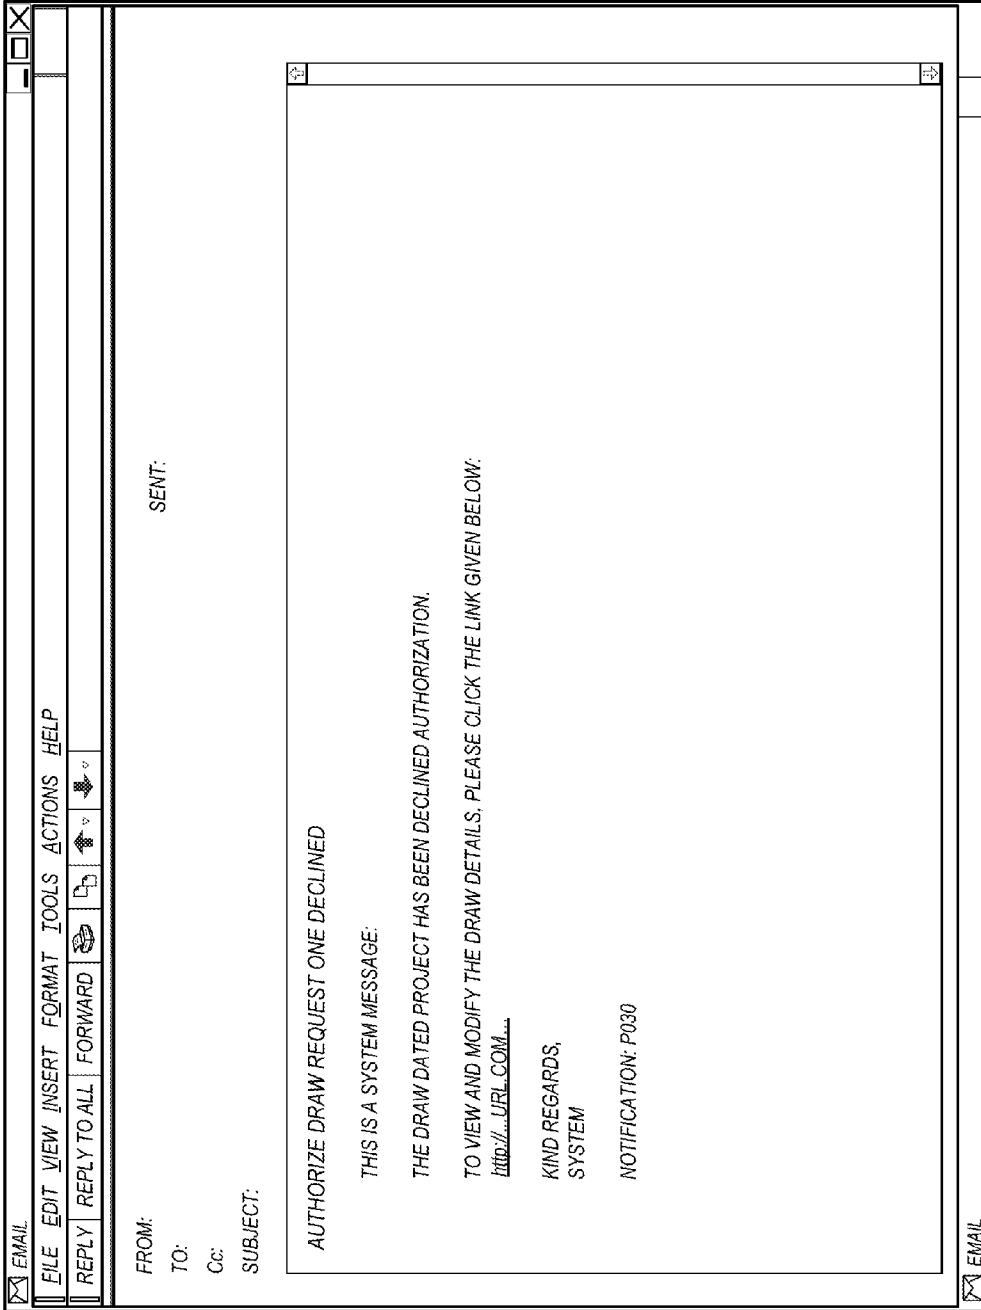 EMAIL
FILE EDIT VIEW INSERT FORMAT TOOLS ACTIONS HELP
REPLY REPLY TO ALL FORWARD
FROM: SENT:
TO:
Cc:
SUBJECT:
AUTHORIZE DRAW REQUEST ONE DECLINED
THIS IS A SYSTEM MESSAGE:
THE DRAW DATED PROJECT HAS BEEN DECLINED AUTHORIZATION.
TO VIEW AND MODIFY THE DRAW DETAILS, PLEASE CLICK THE LINK GIVEN BELOW:
http://...URL.COM...
KIND REGARDS,
SYSTEM
NOTIFICATION: P030
EMAIL